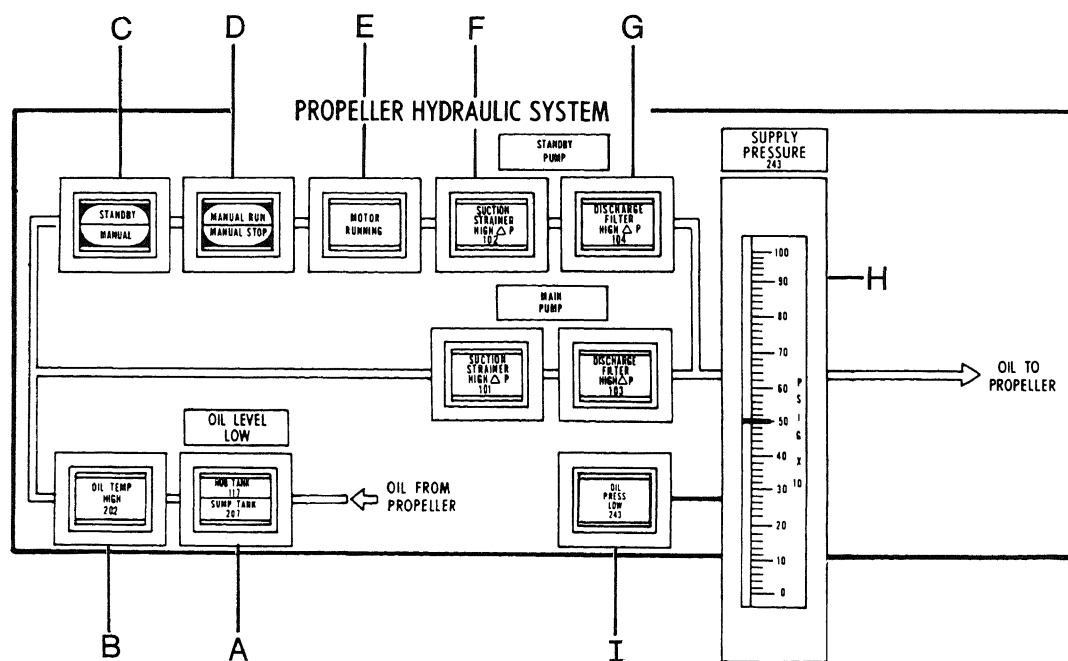 C D E F G
PROPELLER HYDRAULIC SYSTEM
STANDBY
PUMP
SUPPLY
PRESSURE
243
STANDBY
MANUAL
MANUAL RUN
MANUAL STOP
MOTOR
RUNNING
SUCTION
STRAINER
HIGH △ P
102
DISCHARGE
FILTER
HIGH △ P
104
100
90
80
70
60
50
40
30
20
10
0
PSIG X 10
H
MAIN
PUMP
SUCTION
STRAINER
HIGH △ P
101
DISCHARGE
FILTER
HIGH △ P
103
OIL TO
PROPELLER
OIL LEVEL
LOW
OIL TEMP
HIGH
202
HUB TANK
117
SUMP TANK
207
OIL FROM
PROPELLER
OIL
PRESS
LOW
243
B A I